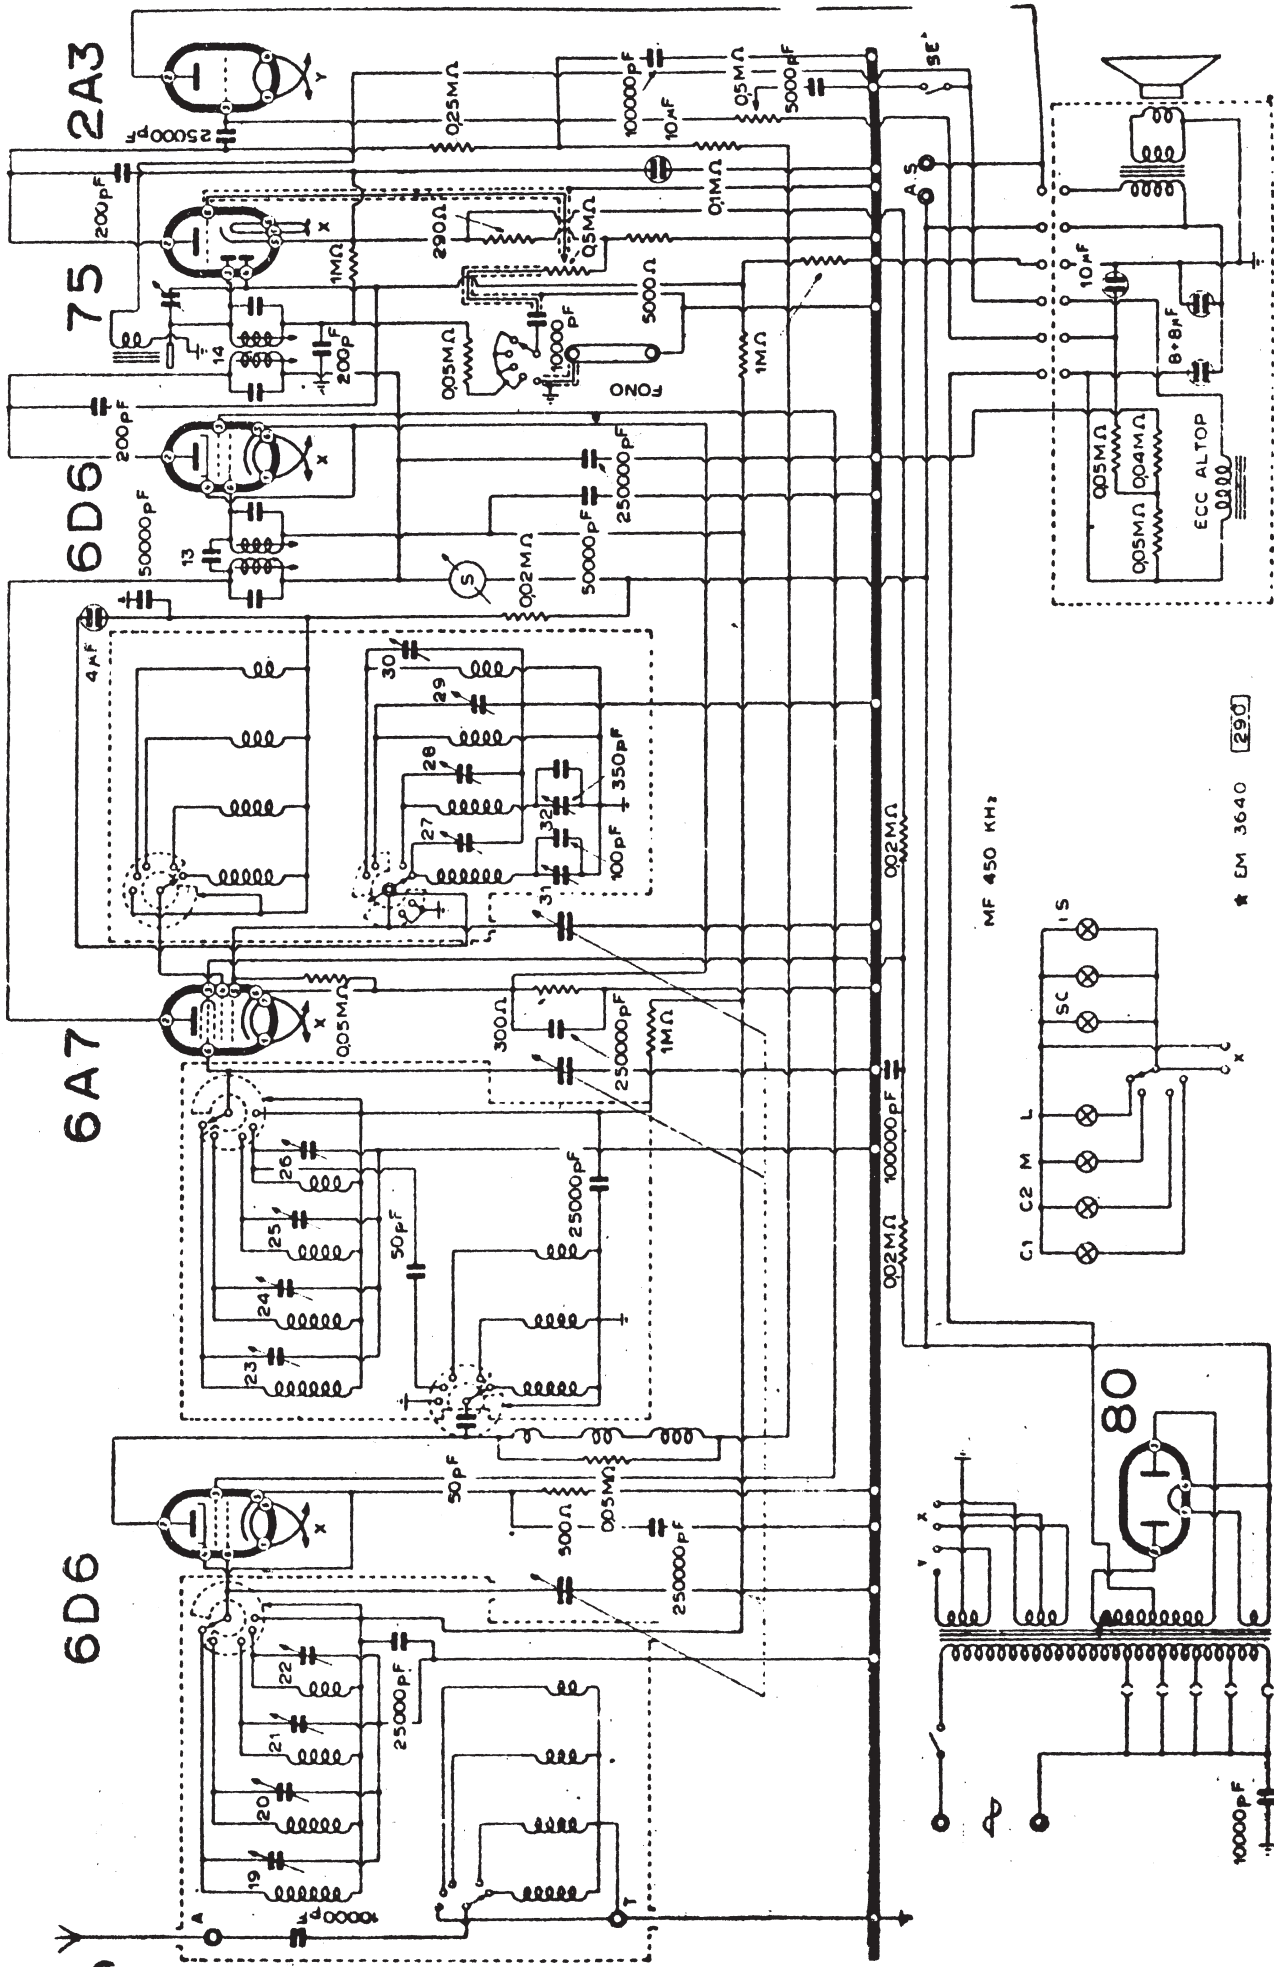 6D6
6A7
6D6
75
2A3
A
10000pF
19
20
21
22
25000pF
T
50pF
500Ω
0,05MΩ
250000pF
23
24
25
26
50pF
25000pF
X
0,05MΩ
300Ω
250000pF
1MΩ
4µF
50000pF
13
27
28
29
30
31
100pF
32
350pF
S
0,02MΩ
50000pF
250000pF
200pF
14
200pF
200pF
1MΩ
0,05MΩ
10000pF
FONO
290Ω
0,5MΩ
5000Ω
1MΩ
25000pF
0,25MΩ
100000pF
10µF
0,5MΩ
5000pF
0,1MΩ
X
X
X
Y
0,02MΩ
100000pF
0,02MΩ
MF 450 KHz
SE
A.S
10µF
8+8µF
0,05MΩ
0,04MΩ
0,05MΩ
ECC ALTOP
80
X
10000pF
C1
C2
M
L
SC
IS
X
★ EM 3640 290